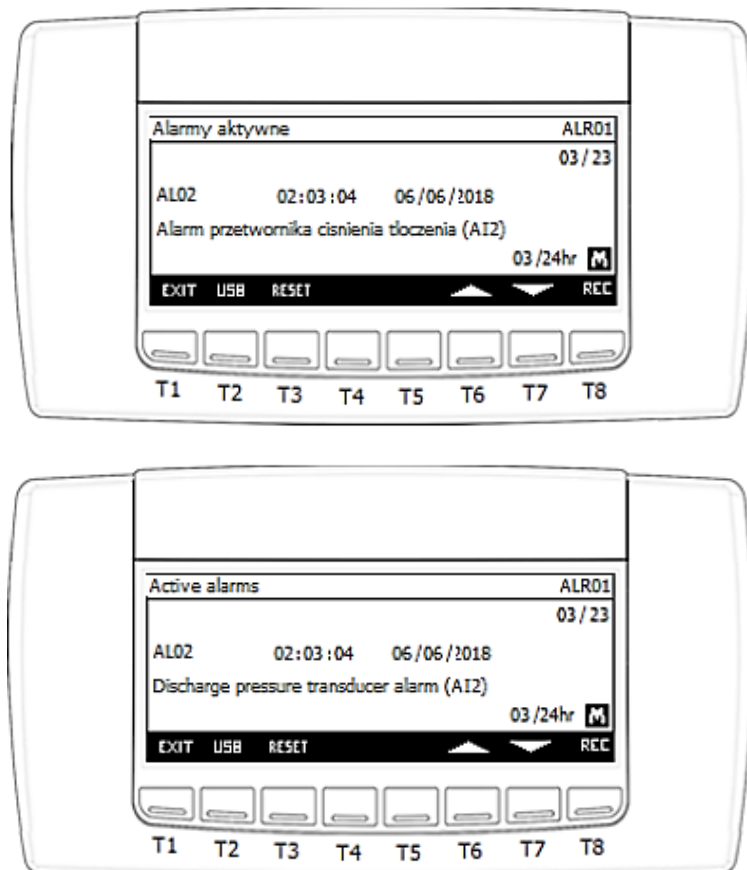 Alarmy aktywne ALR01
03/23
AL02 02:03:04 06/06/2018
Alarm przetwornika cisnienia tloczenia (AI2)
03/24hr M
EXIT USB RESET REC
T1 T2 T3 T4 T5 T6 T7 T8
Active alarms ALR01
03/23
AL02 02:03:04 06/06/2018
Discharge pressure transducer alarm (AI2)
03/24hr M
EXIT USB RESET REC
T1 T2 T3 T4 T5 T6 T7 T8